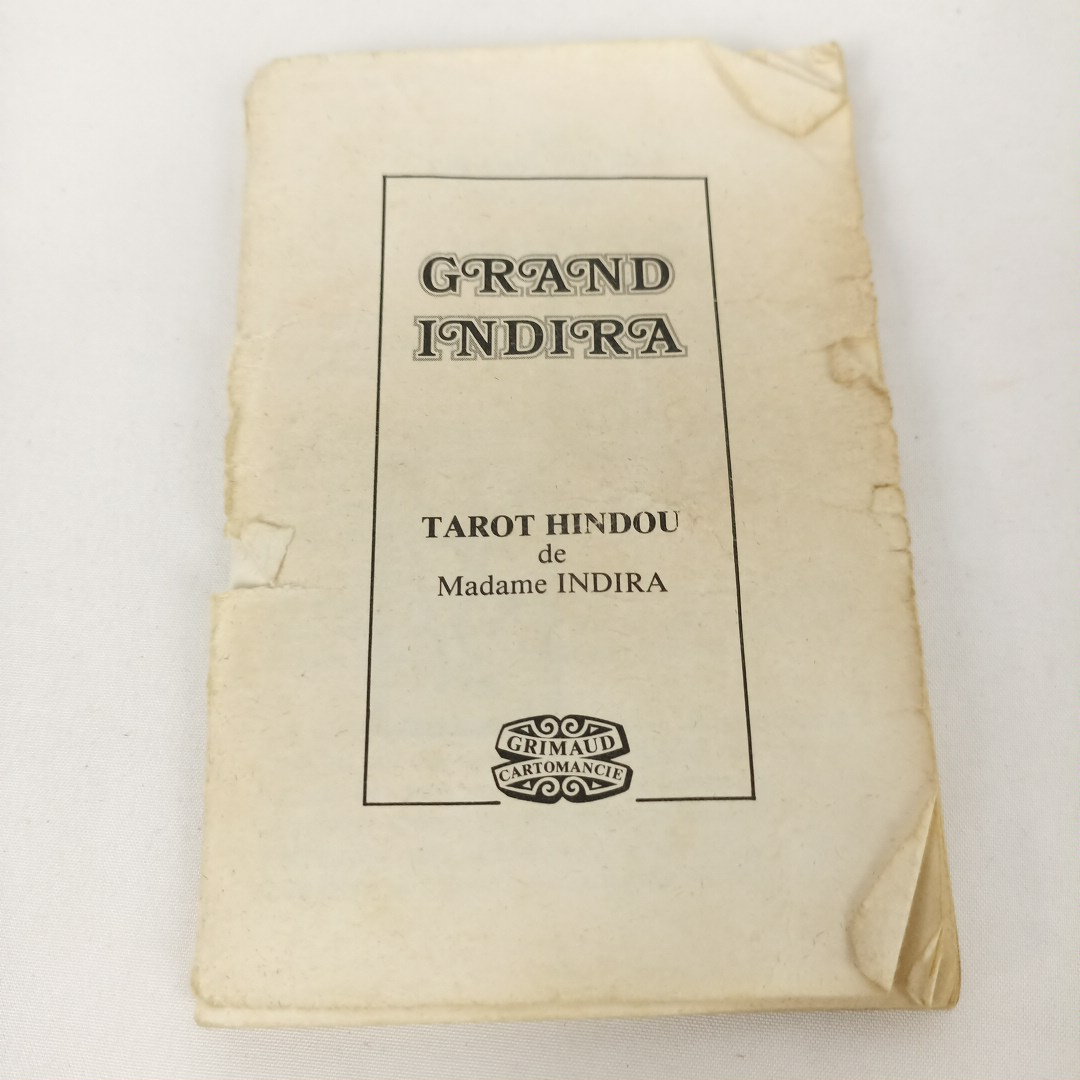 GRAND
INDIRA
TAROT HINDOU
de
Madame INDIRA
GRIMAUD
CARTOMANCIE